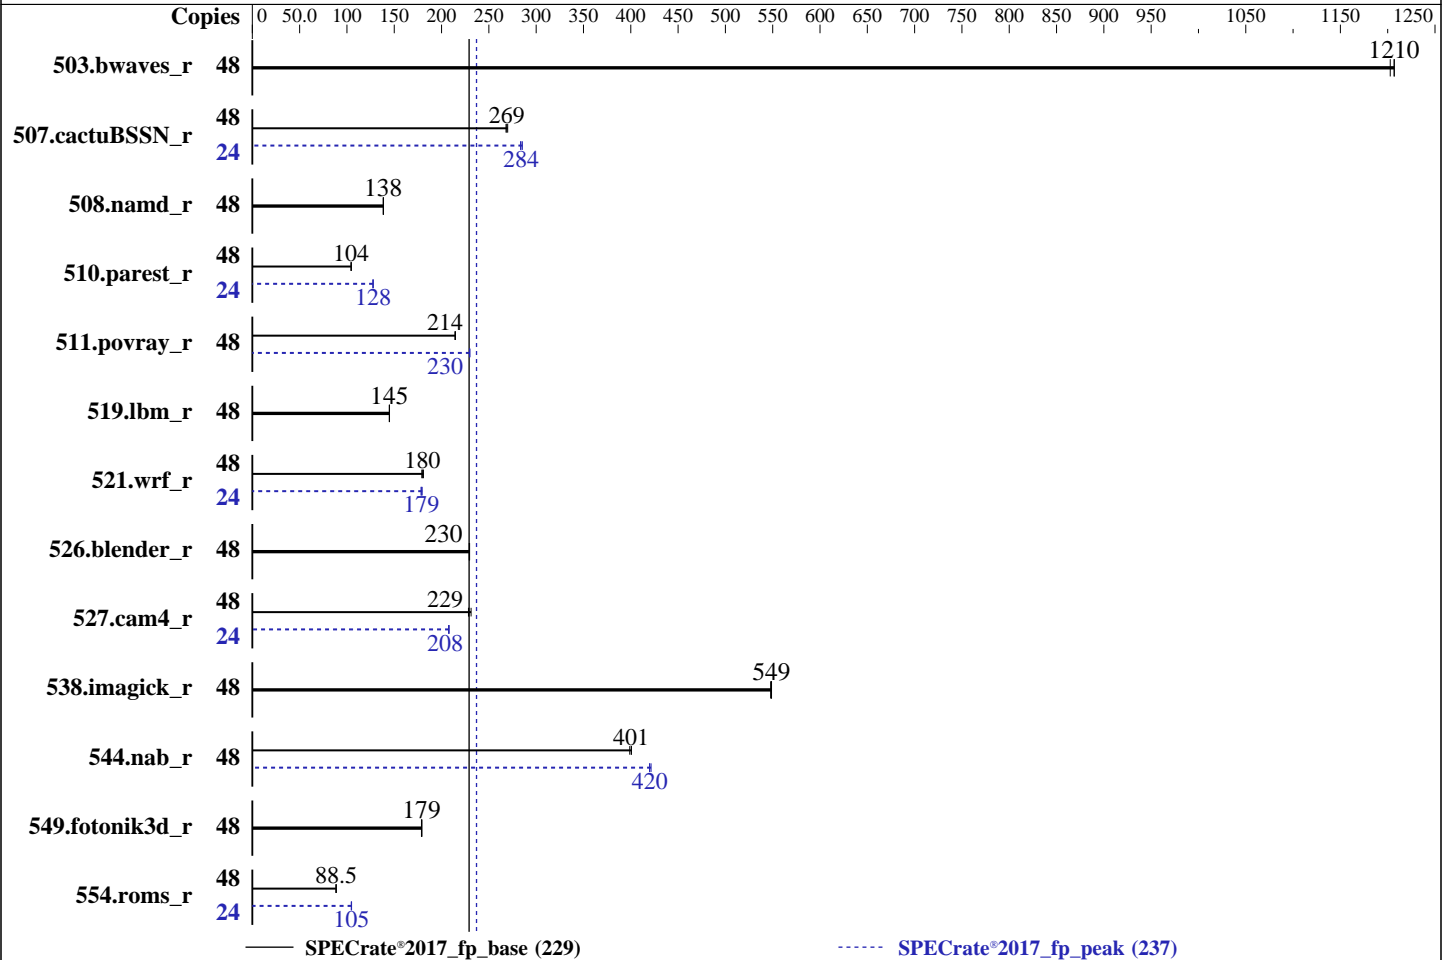 Copies 0 50.0 100 150 200 250 300 350 400 450 500 550 600 650 700 750 800 850 900 950 1050 1150 1250
503.bwaves_r 48 1210
507.cactuBSSN_r 48 269
24 284
508.namd_r 48 138
510.parest_r 48 104
24 128
511.povray_r 48 214
230
519.lbm_r 48 145
521.wrf_r 48 180
24 179
526.blender_r 48 230
527.cam4_r 48 229
24 208
538.imagick_r 48 549
544.nab_r 48 401
420
549.fotonik3d_r 48 179
554.roms_r 48 88.5
24 105
SPECrate®2017_fp_base (229) SPECrate®2017_fp_peak (237)